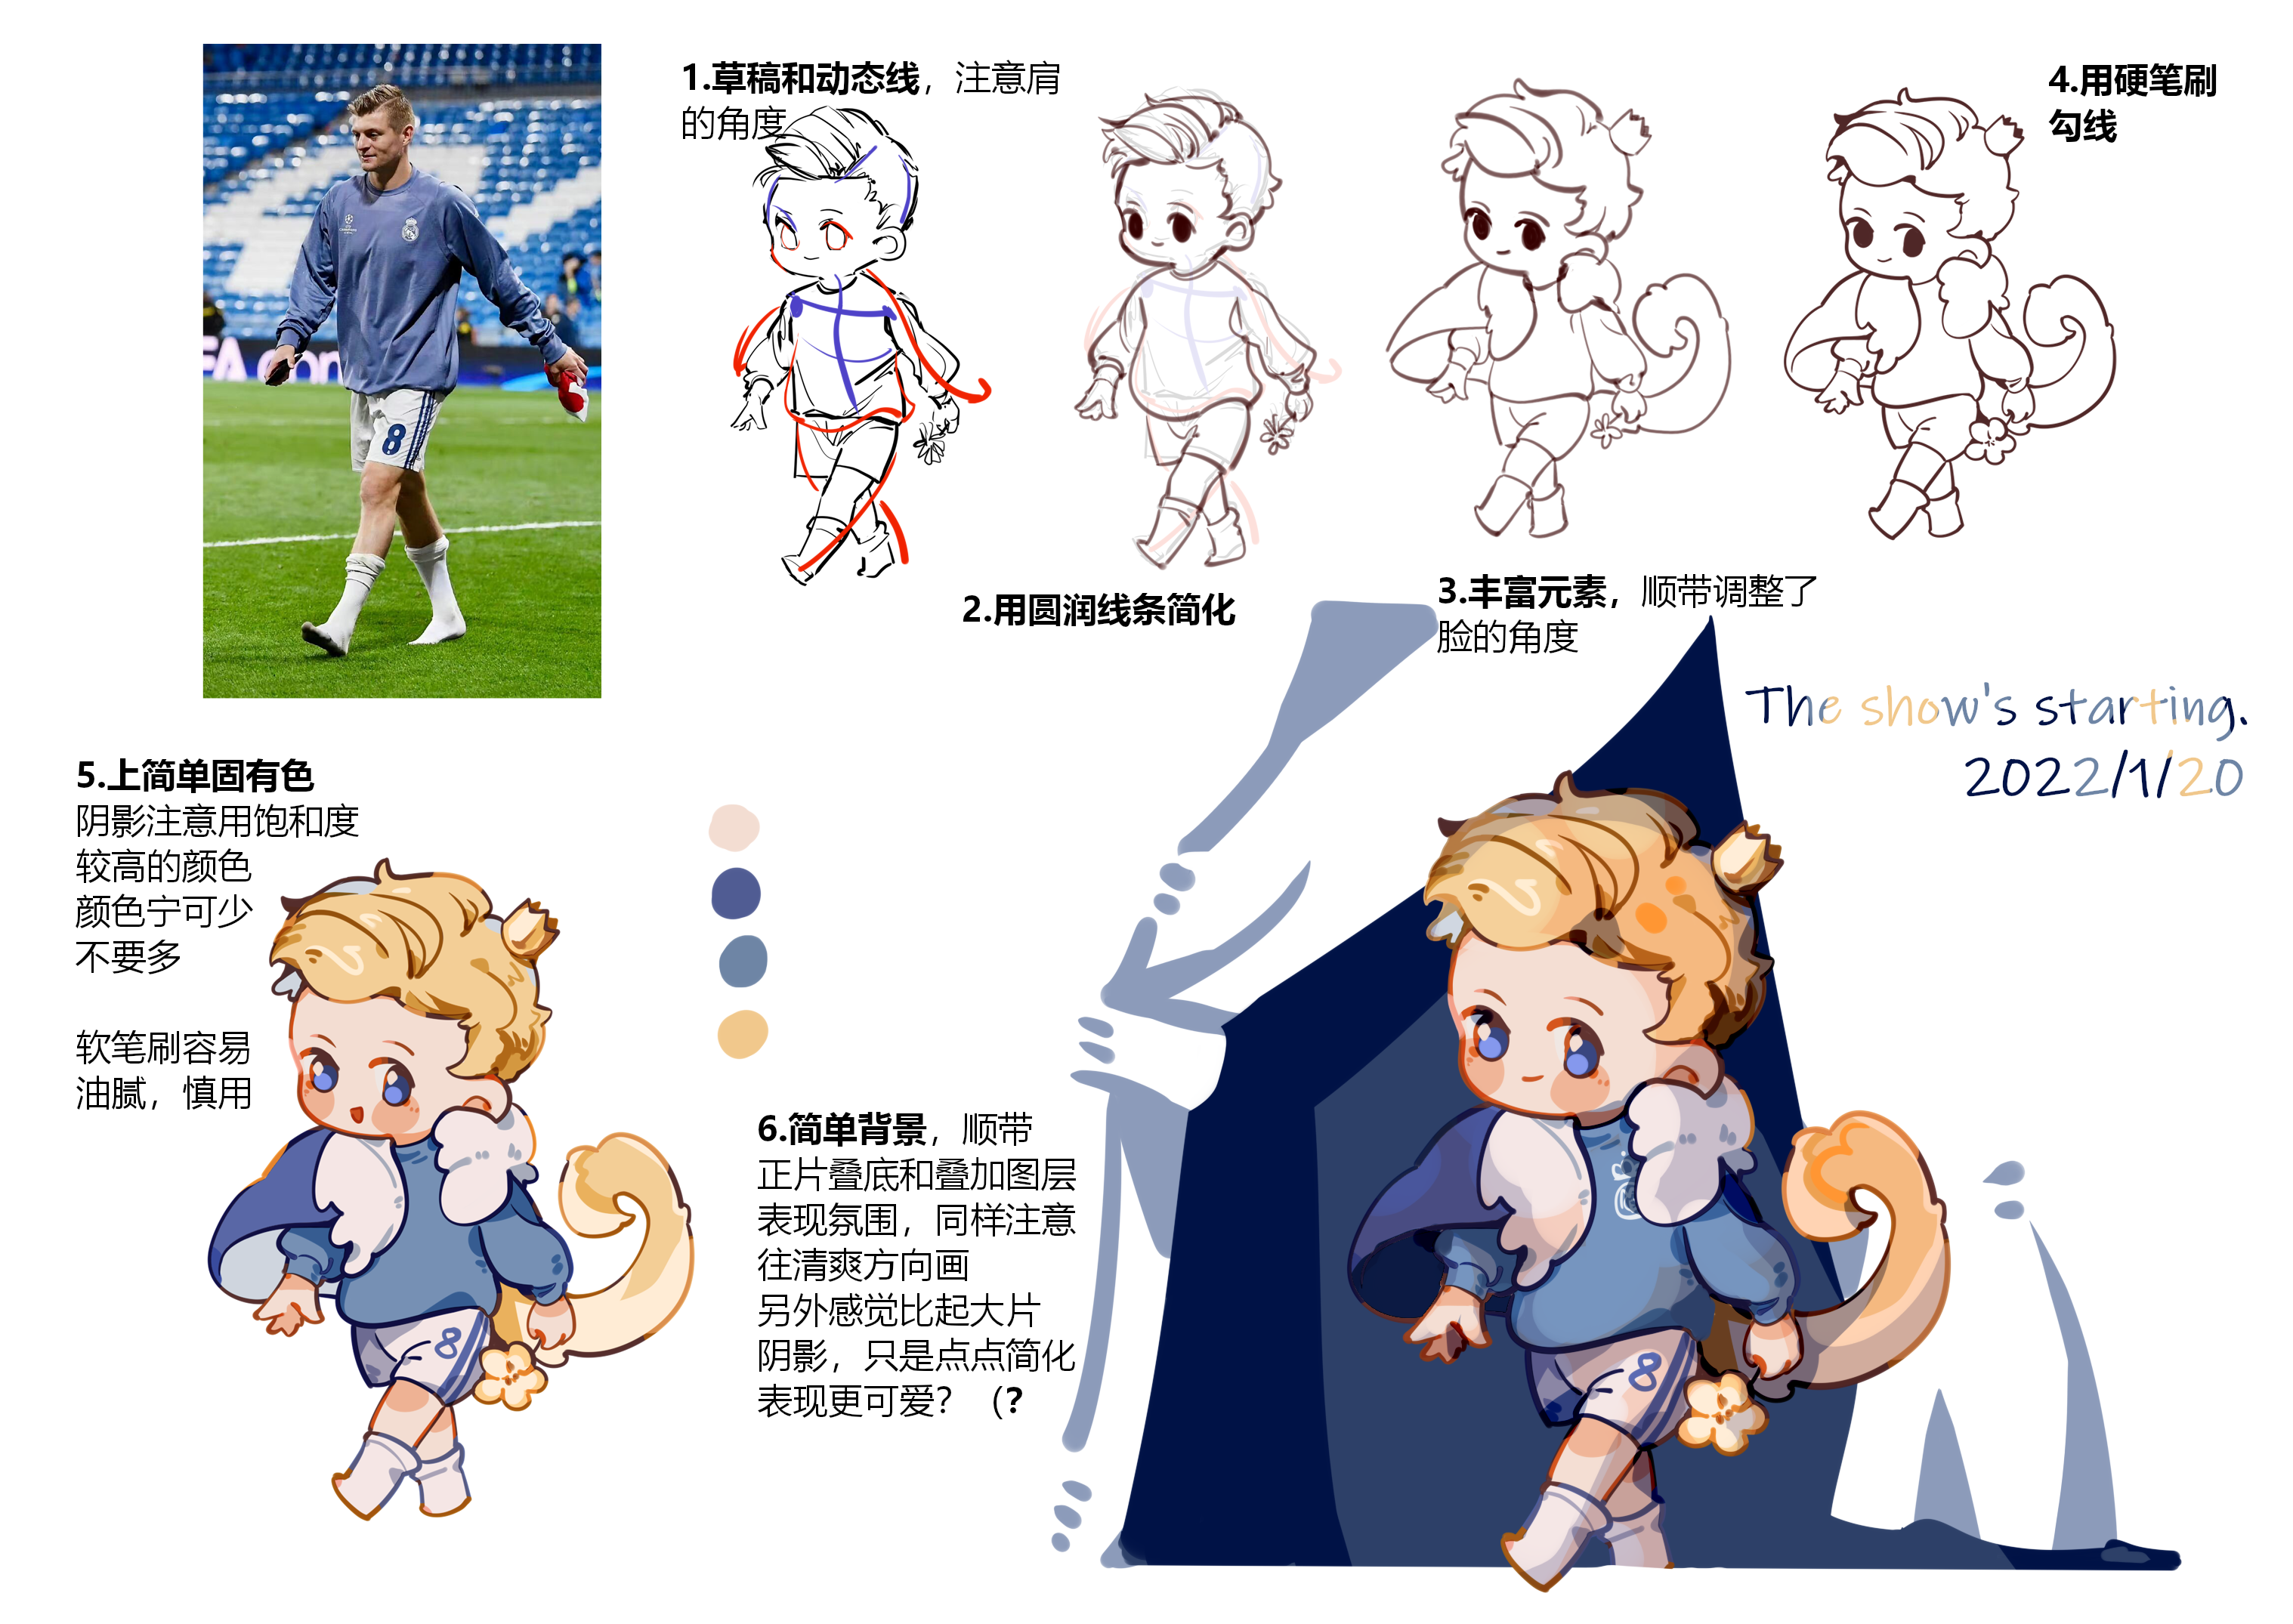 1.草稿和动态线，注意肩
的角度
4.用硬笔刷
勾线
8
2.用圆润线条简化
3.丰富元素，顺带调整了
脸的角度
The show's starting.
2022/1/20
5.上简单固有色
阴影注意用饱和度
较高的颜色
颜色宁可少
不要多
软笔刷容易
油腻，慎用
8
6.简单背景，顺带
正片叠底和叠加图层
表现氛围，同样注意
往清爽方向画
另外感觉比起大片
阴影，只是点点简化
表现更可爱？（?
8